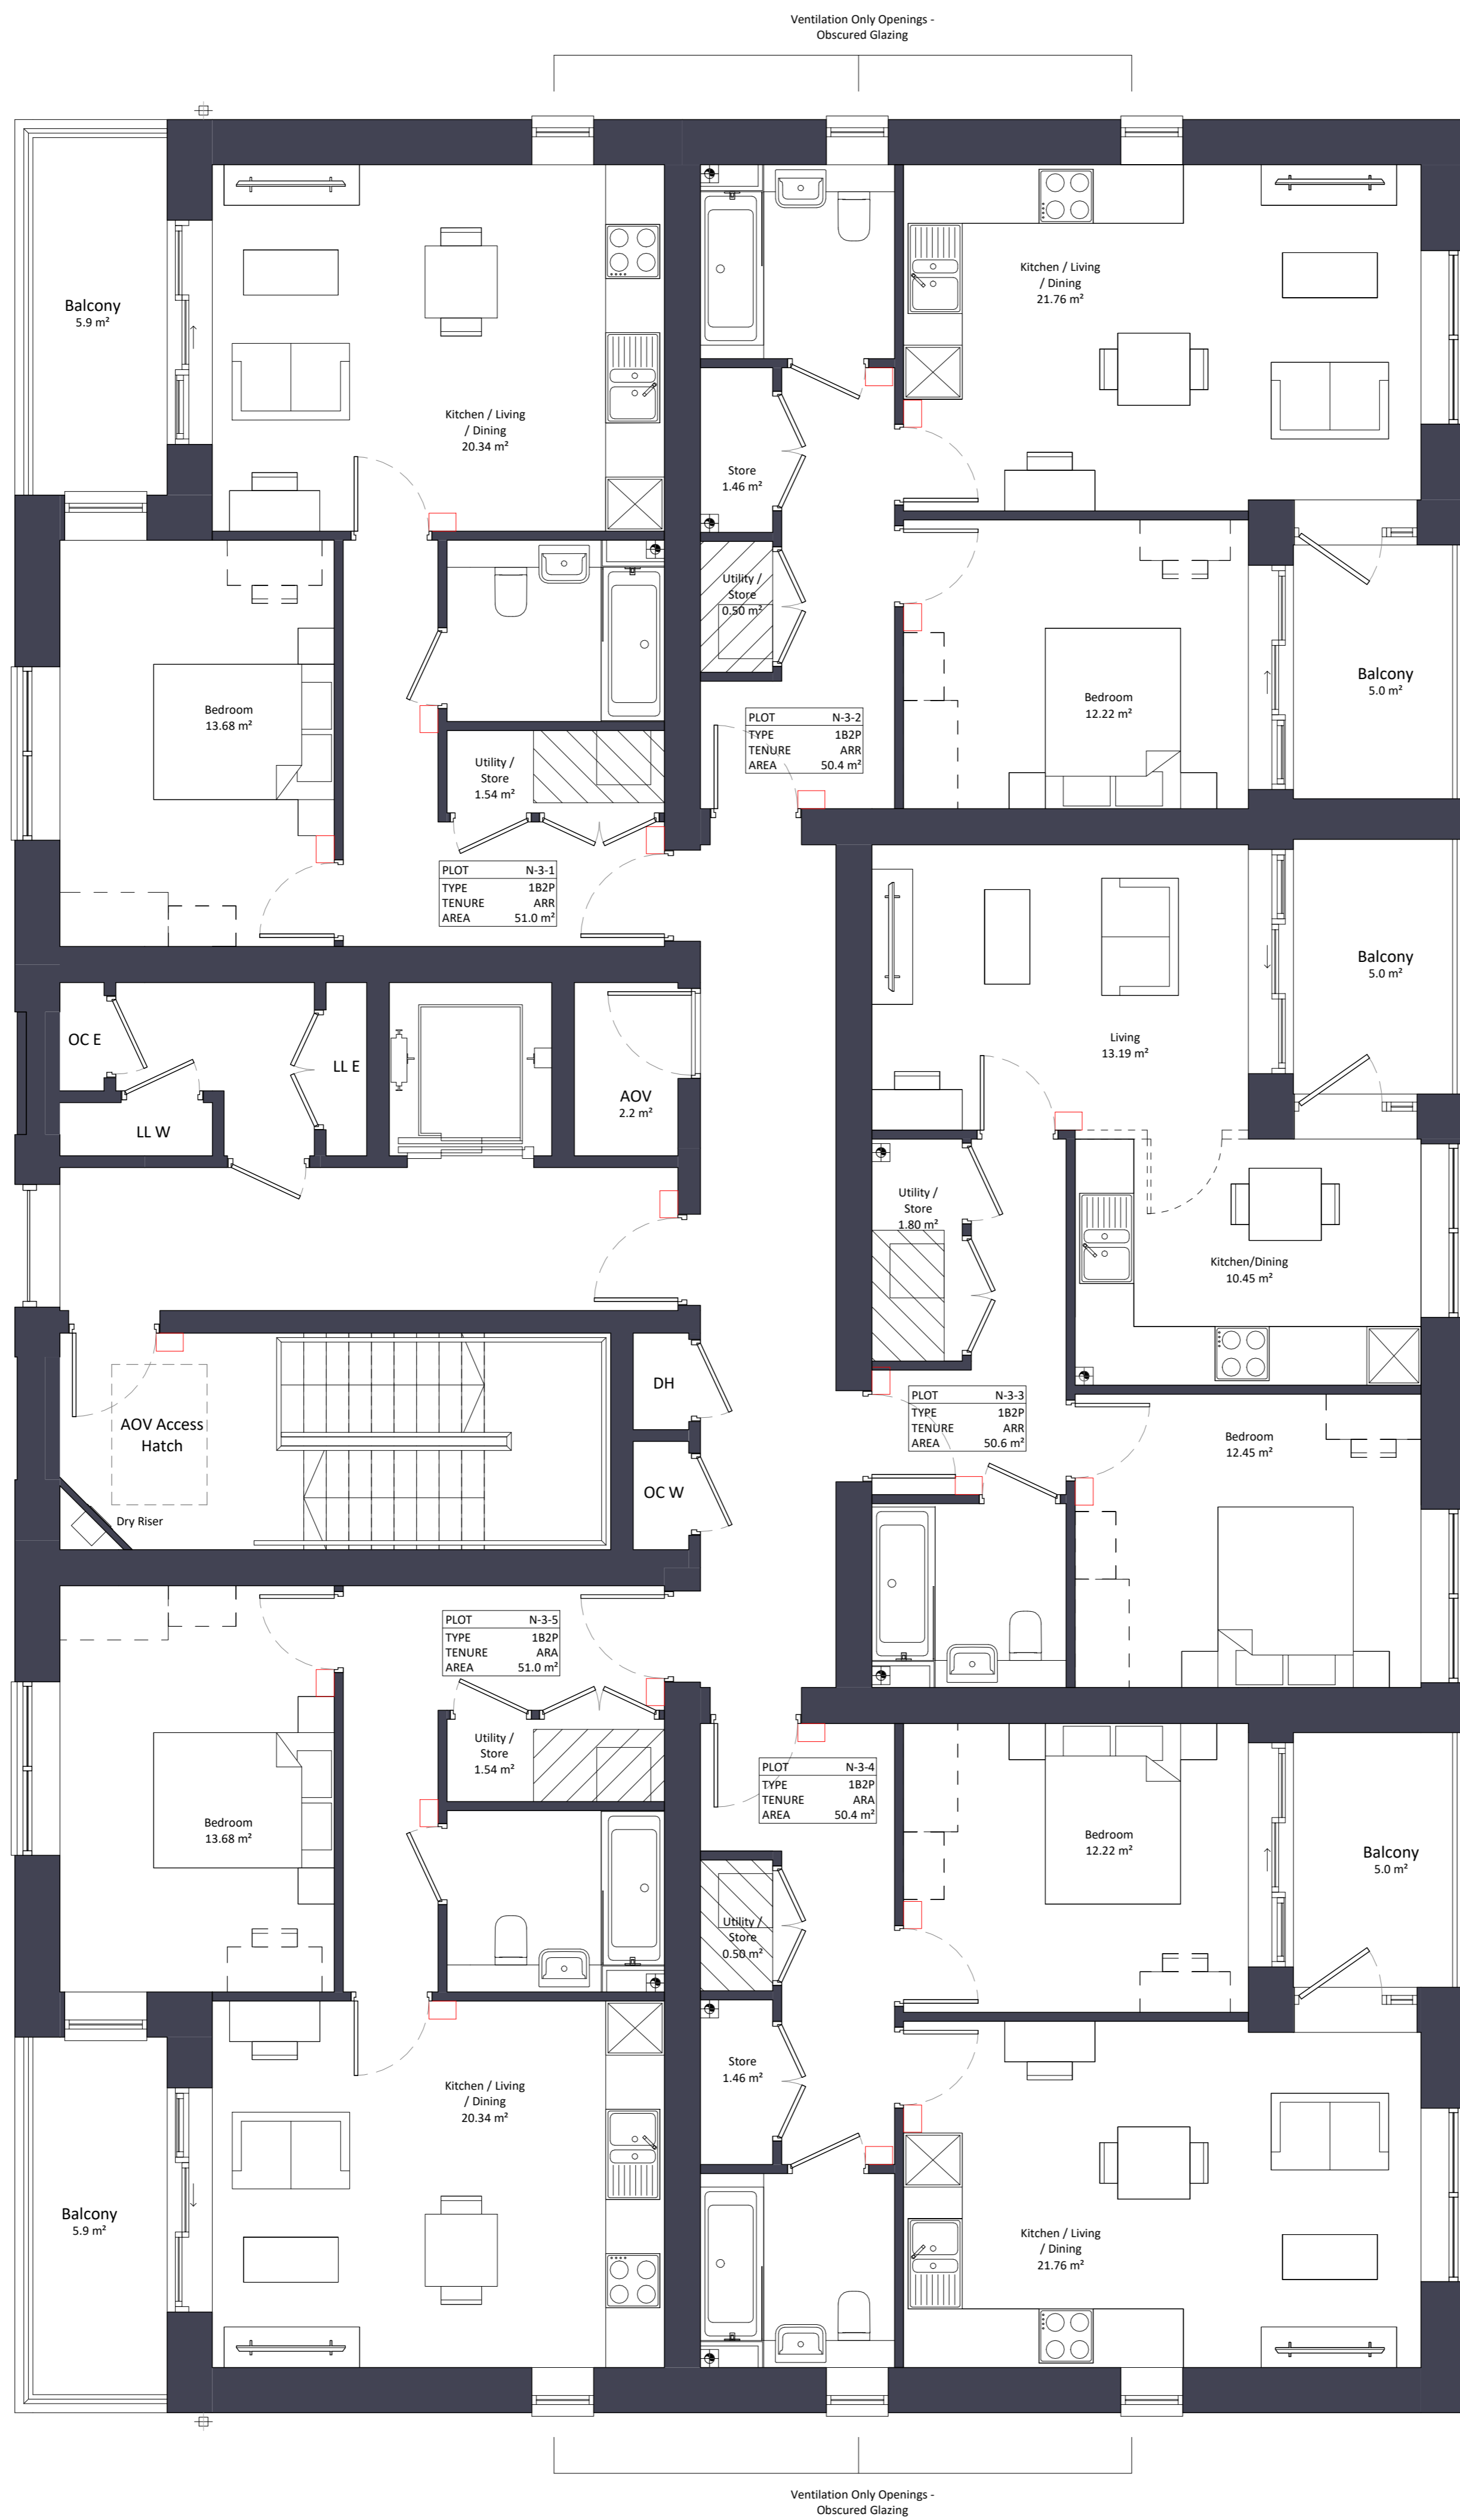 Ventilation Only Openings -
Obscured Glazing
Balcony
5.9 m²
Kitchen / Living
/ Dining
20.34 m²
Kitchen / Living
/ Dining
21.76 m²
Store
1.46 m²
Utility /
Store
0.50 m²
Bedroom
13.68 m²
Utility /
Store
1.54 m²
Bedroom
12.22 m²
Balcony
5.0 m²
PLOT N-3-2
TYPE 1B2P
TENURE ARR
AREA 50.4 m²
PLOT N-3-1
TYPE 1B2P
TENURE ARR
AREA 51.0 m²
Balcony
5.0 m²
Living
13.19 m²
OC E
LL E
LL W
AOV
2.2 m²
Utility /
Store
1.80 m²
Kitchen/Dining
10.45 m²
DH
AOV Access
Hatch
PLOT N-3-3
TYPE 1B2P
TENURE ARR
AREA 50.6 m²
Bedroom
12.45 m²
OC W
Dry Riser
PLOT N-3-5
TYPE 1B2P
TENURE ARA
AREA 51.0 m²
Utility /
Store
1.54 m²
PLOT N-3-4
TYPE 1B2P
TENURE ARA
AREA 50.4 m²
Bedroom
13.68 m²
Bedroom
12.22 m²
Balcony
5.0 m²
Utility /
Store
0.50 m²
Store
1.46 m²
Kitchen / Living
/ Dining
20.34 m²
Balcony
5.9 m²
Kitchen / Living
/ Dining
21.76 m²
Ventilation Only Openings -
Obscured Glazing